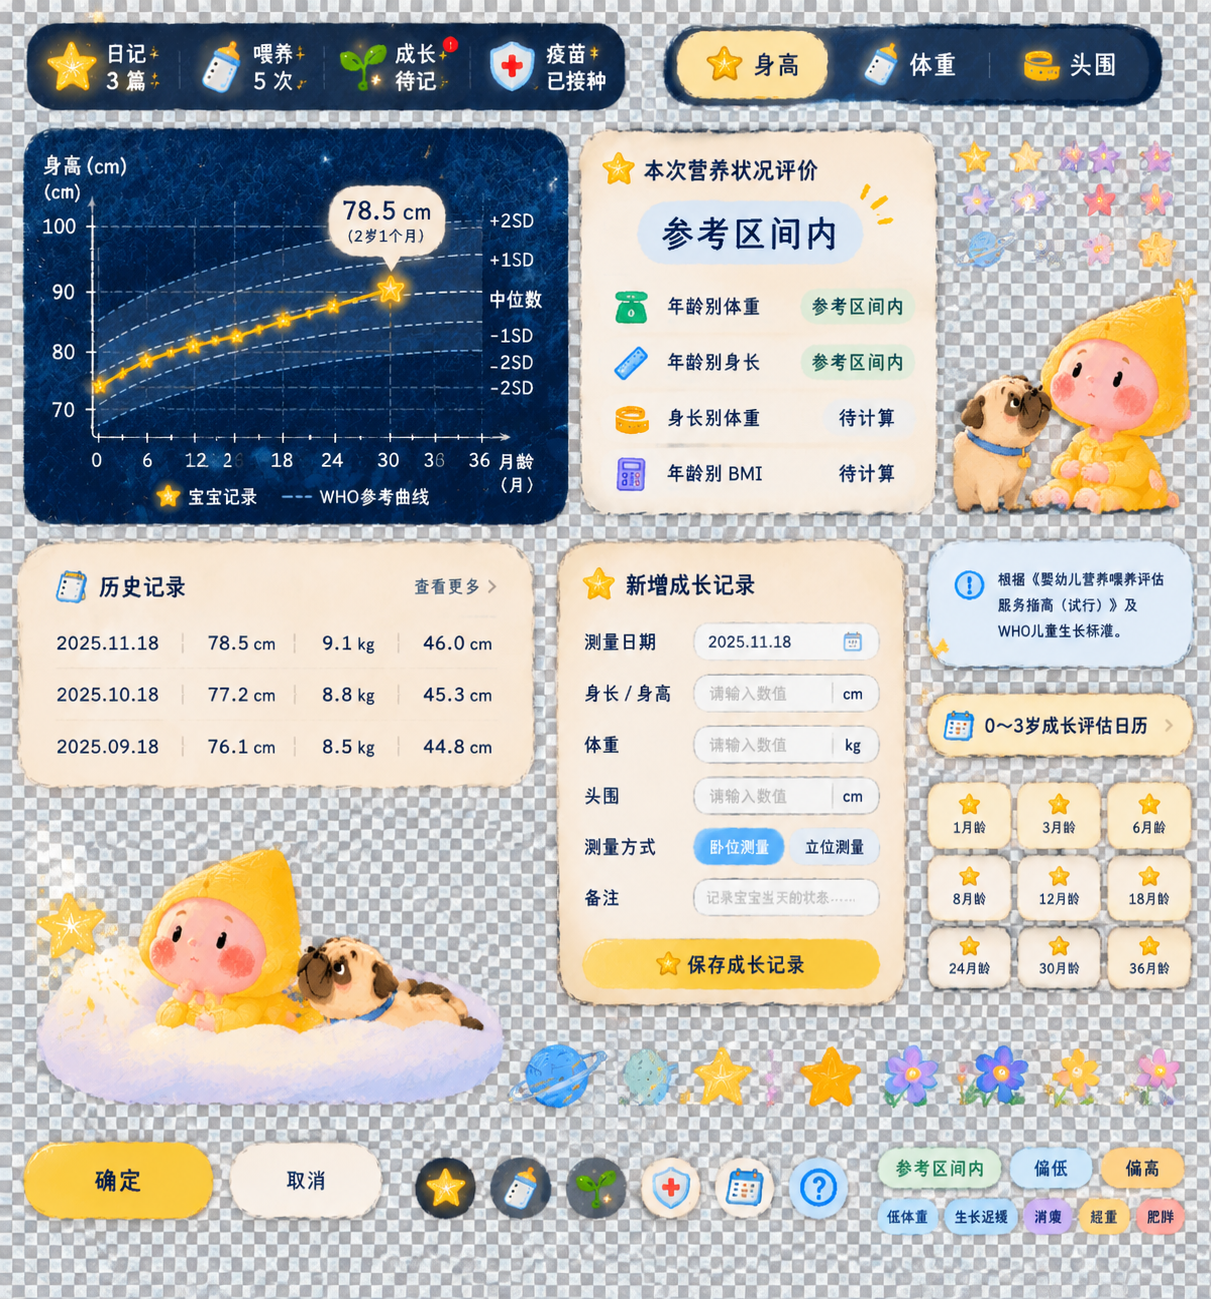 日记
3 篇
喂养
5 次
成长
待记
疫苗
已接种
身高
体重
头围
身高 (cm)
(cm)
100
90
80
70
78.5 cm
(2岁1个月)
+2SD
+1SD
中位数
-1SD
-2SD
-2SD
0 6 12 2 18 24 30 36 36 月龄
(月)
宝宝记录
WHO参考曲线
本次营养状况评价
参考区间内
年龄别体重 参考区间内
年龄别身长 参考区间内
身长别体重 待计算
年龄别 BMI 待计算
历史记录
查看更多 >
2025.11.18 78.5 cm 9.1 kg 46.0 cm
2025.10.18 77.2 cm 8.8 kg 45.3 cm
2025.09.18 76.1 cm 8.5 kg 44.8 cm
新增成长记录
测量日期 2025.11.18
身长 / 身高 请输入数值 cm
体重 请输入数值 kg
头围 请输入数值 cm
测量方式 卧位测量 立位测量
备注 记录宝宝当天的状……
保存成长记录
《婴幼儿营养喂养评估
服务（试行）》及
WHO儿童生长
0～3岁成长评估日历 >
1月龄
3月龄
6月龄
8月龄
12月龄
18月龄
24月龄
30月龄
36月龄
确定
取消
?
参考区间内
偏低
偏高
低体重
生长迟缓
消瘦
超重
肥胖